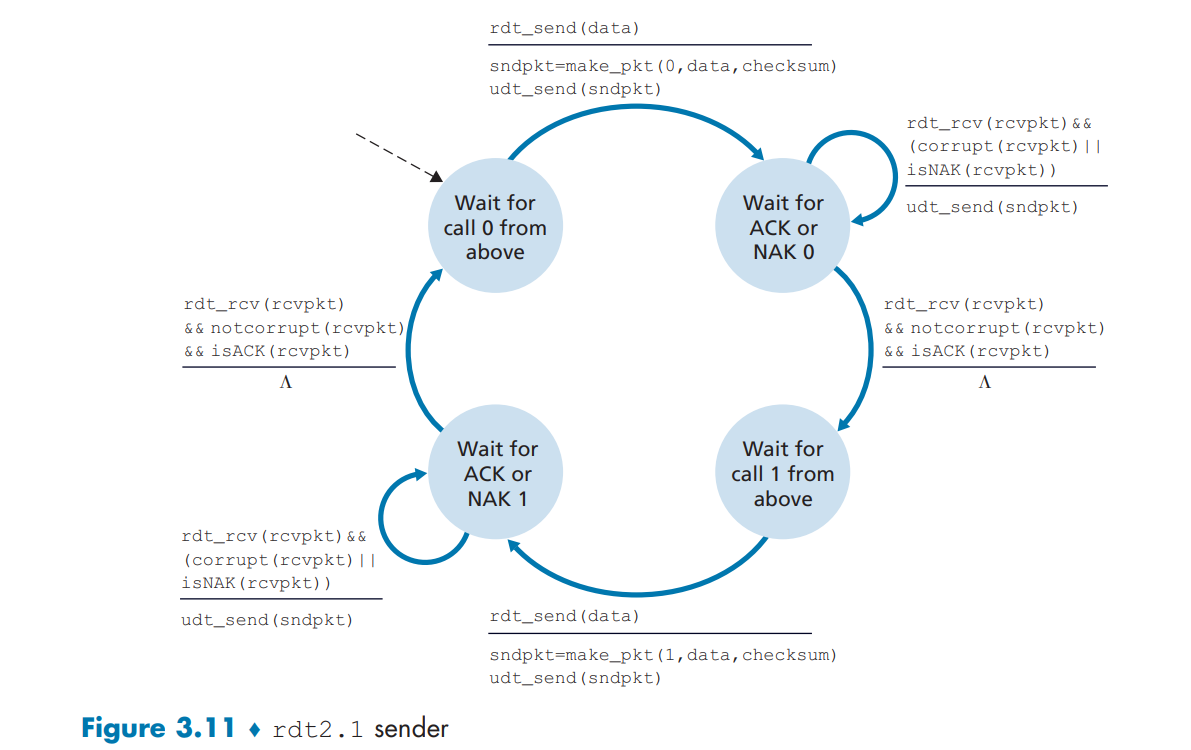 rdt_send(data)
sndpkt=make_pkt(0,data,checksum)
udt_send(sndpkt)
rdt_rcv(rcvpkt)&&
(corrupt(rcvpkt)||
isNAK(rcvpkt))
udt_send(sndpkt)
Wait for
call 0 from
above
Wait for
ACK or
NAK 0
rdt_rcv(rcvpkt)
&& notcorrupt(rcvpkt)
&& isACK(rcvpkt)
Λ
rdt_rcv(rcvpkt)
&& notcorrupt(rcvpkt)
&& isACK(rcvpkt)
Λ
Wait for
ACK or
NAK 1
Wait for
call 1 from
above
rdt_rcv(rcvpkt)&&
(corrupt(rcvpkt)||
isNAK(rcvpkt))
udt_send(sndpkt)
rdt_send(data)
sndpkt=make_pkt(1,data,checksum)
udt_send(sndpkt)
Figure 3.11 ♦ rdt2.1 sender